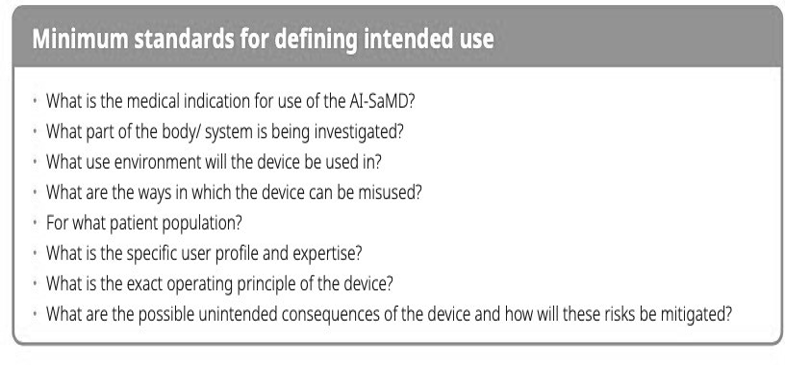 Minimum standards for defining intended use
• What is the medical indication for use of the AI-SaMD?
• What part of the body/ system is being investigated?
• What use environment will the device be used in?
• What are the ways in which the device can be misused?
• For what patient population?
• What is the specific user profile and expertise?
• What is the exact operating principle of the device?
• What are the possible unintended consequences of the device and how will these risks be mitigated?